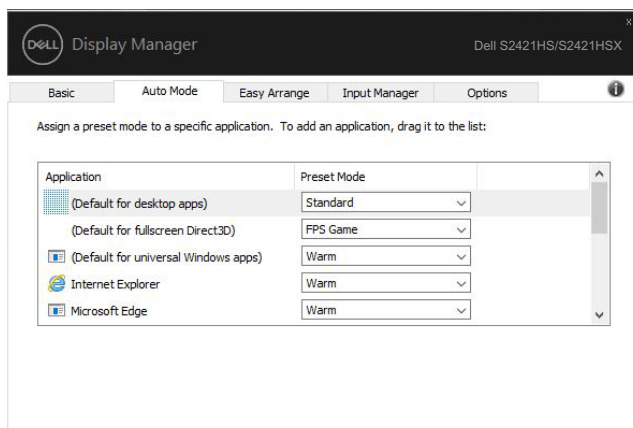 DELL Display Manager Dell S2421HS/S2421HSX
Basic Auto Mode Easy Arrange Input Manager Options
Assign a preset mode to a specific application. To add an application, drag it to the list:
Application Preset Mode
(Default for desktop apps) Standard
(Default for fullscreen Direct3D) FPS Game
(Default for universal Windows apps) Warm
Internet Explorer Warm
Microsoft Edge Warm